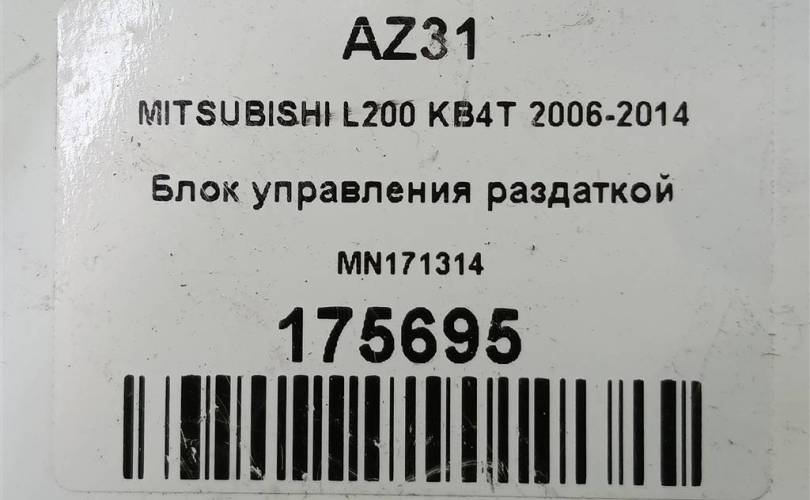 AZ31
MITSUBISHI L200 KB4T 2006-2014
Блок управления раздаткой
MN171314
175695